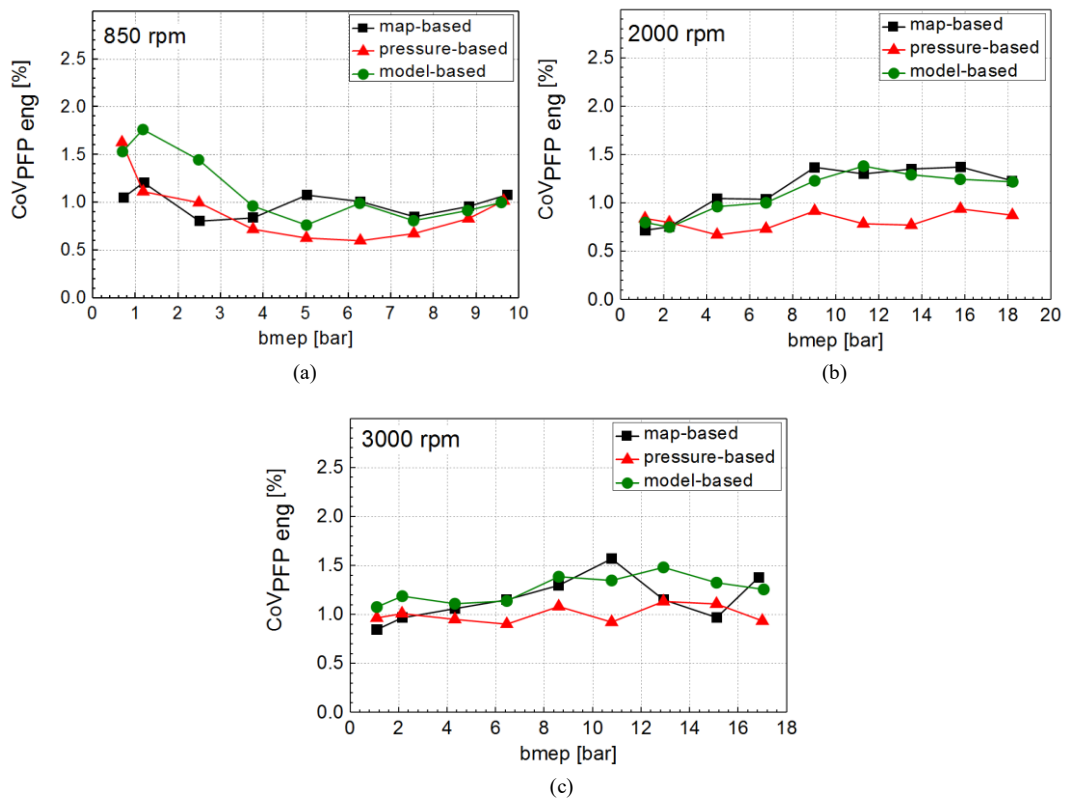 850 rpm
map-based
pressure-based
model-based
CoVPFP eng [%]
2.5
2.0
1.5
1.0
0.5
0.0
0 1 2 3 4 5 6 7 8 9 10
bmep [bar]
(a)
2000 rpm
map-based
pressure-based
model-based
CoVPFP eng [%]
2.5
2.0
1.5
1.0
0.5
0.0
0 2 4 6 8 10 12 14 16 18 20
bmep [bar]
(b)
3000 rpm
map-based
pressure-based
model-based
CoVPFP eng [%]
2.5
2.0
1.5
1.0
0.5
0.0
0 2 4 6 8 10 12 14 16 18
bmep [bar]
(c)